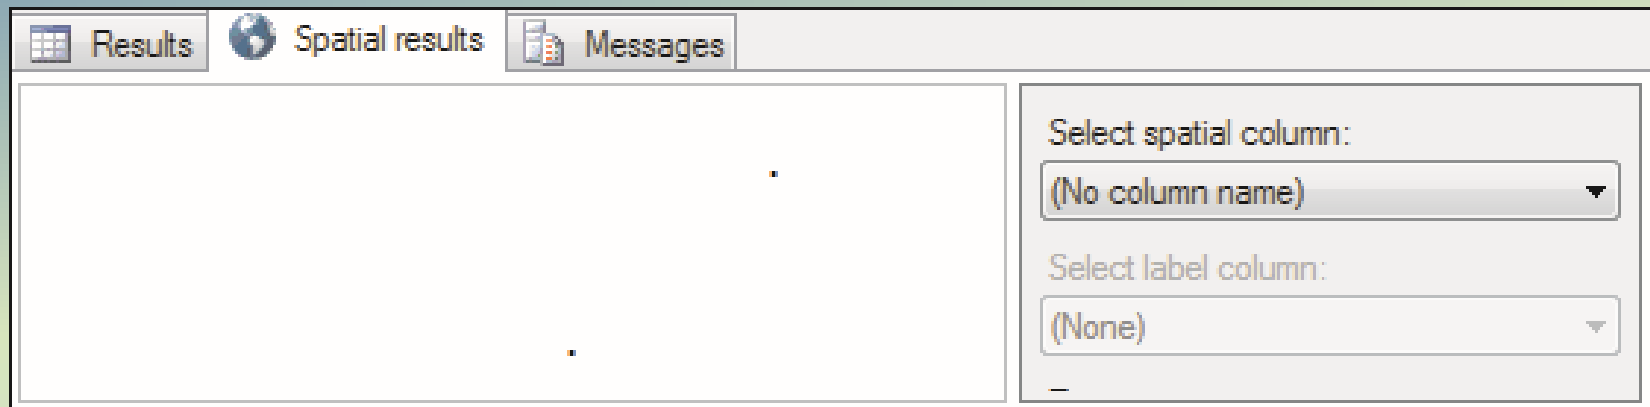 Results Spatial results Messages
Select spatial column:
(No column name)
Select label column:
(None)